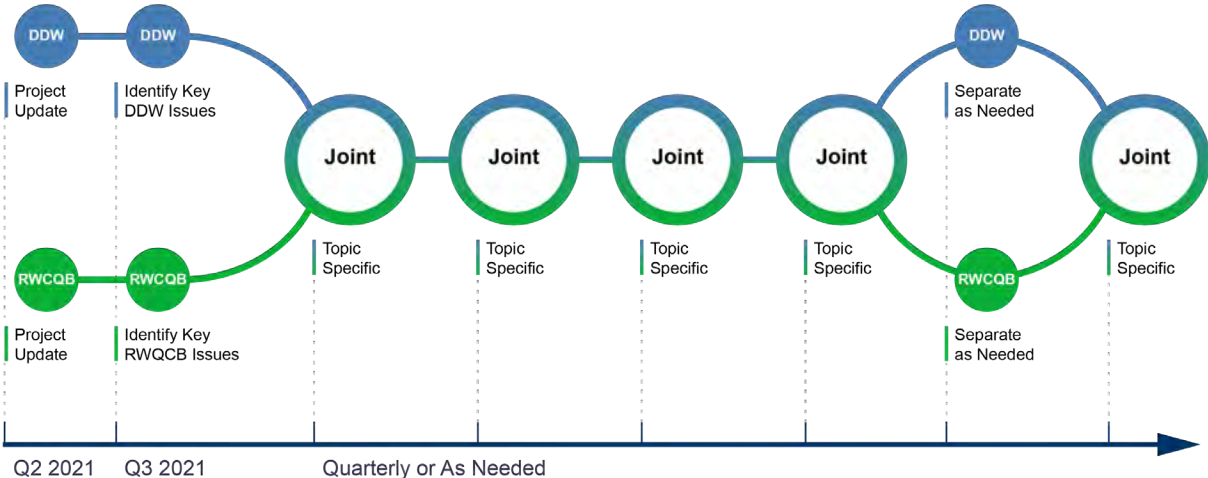 DDW
DDW
DDW
Project
Update
Identify Key
DDW Issues
Separate
as Needed
Joint
Joint
Joint
Joint
Joint
Topic
Specific
Topic
Specific
Topic
Specific
Topic
Specific
Topic
Specific
RWCQB
RWCQB
RWCQB
Project
Update
Identify Key
RWQCB Issues
Separate
as Needed
Q2 2021
Q3 2021
Quarterly or As Needed